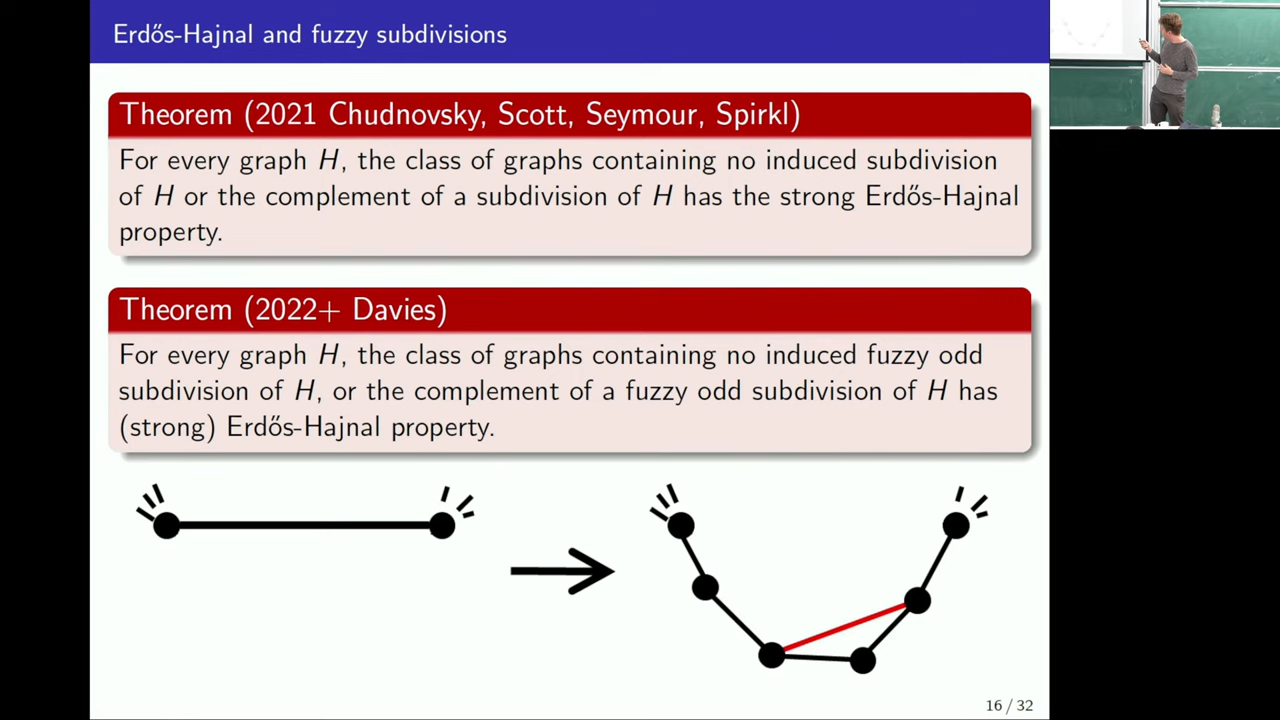 Erdős-Hajnal and fuzzy subdivisions
Theorem (2021 Chudnovsky, Scott, Seymour, Spirkl)
For every graph H, the class of graphs containing no induced subdivision
of H or the complement of a subdivision of H has the strong Erdős-Hajnal
property.
Theorem (2022+ Davies)
For every graph H, the class of graphs containing no induced fuzzy odd
subdivision of H, or the complement of a fuzzy odd subdivision of H has
(strong) Erdős-Hajnal property.
16 / 32